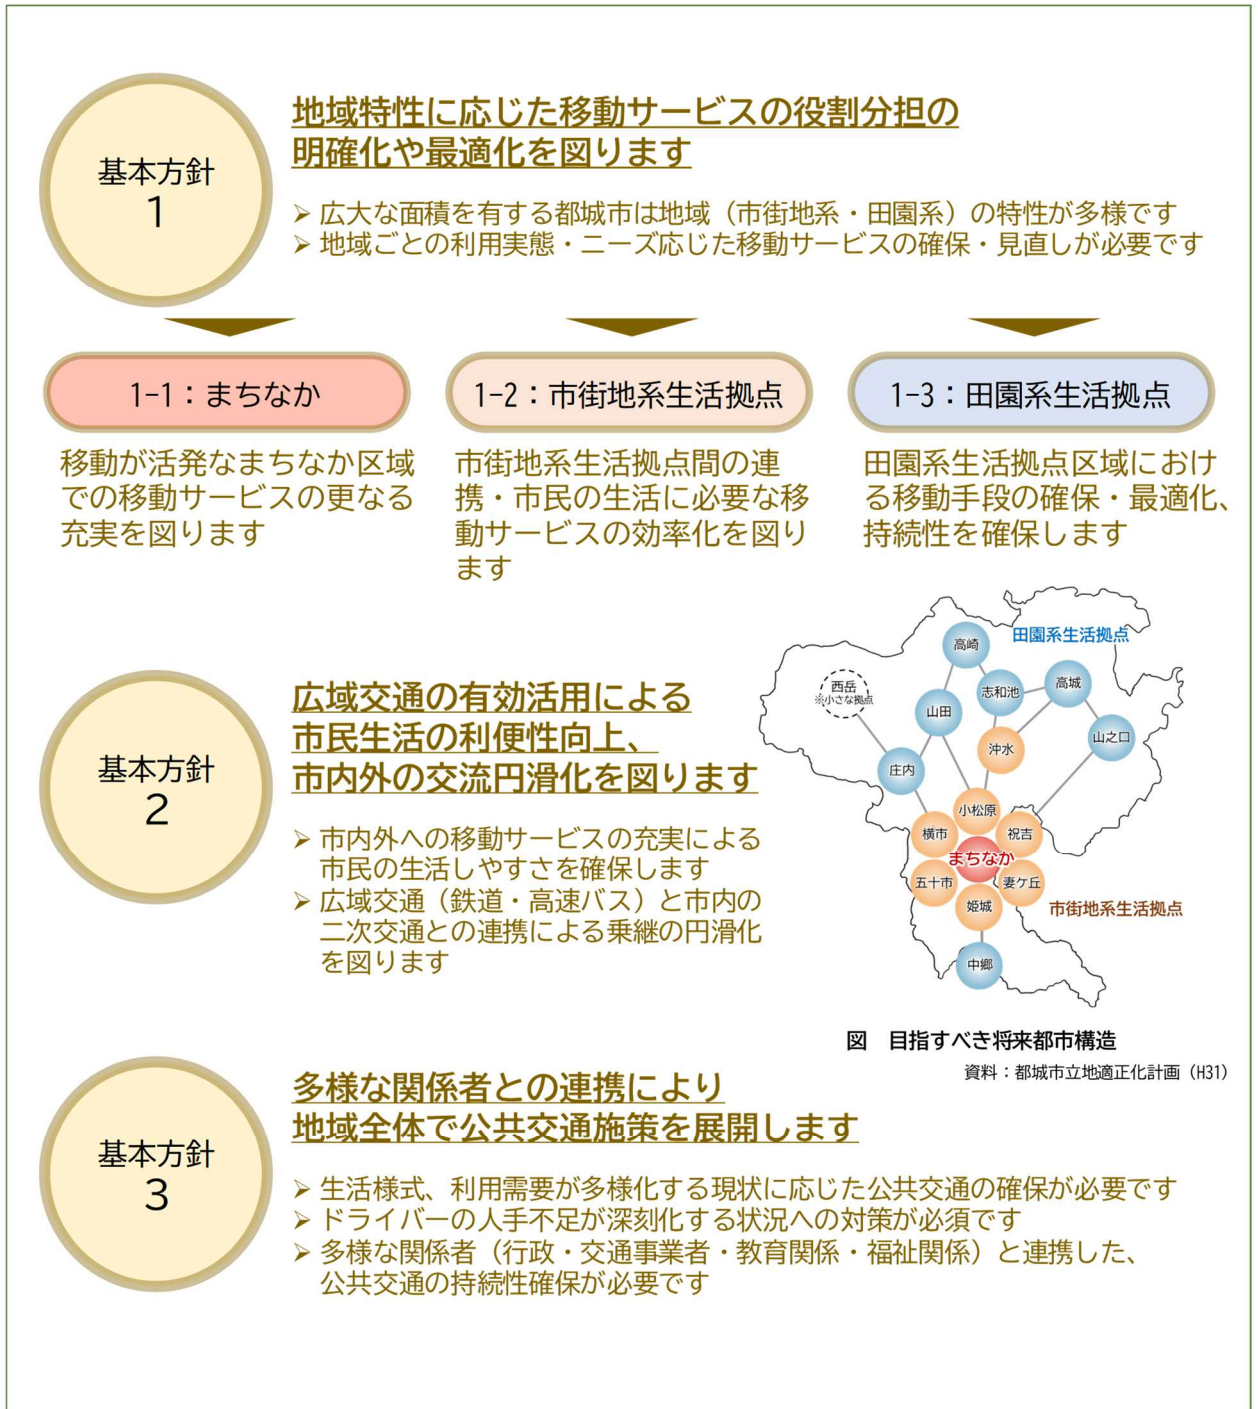 基本方針
1
地域特性に応じた移動サービスの役割分担の
明確化や最適化を図ります
➢ 広大な面積を有する都城市は地域（市街地系・田園系）の特性が多様です
➢ 地域ごとの利用実態・ニーズ応じた移動サービスの確保・見直しが必要です
1-1：まちなか
移動が活発なまちなか区域
での移動サービスの更なる
充実を図ります
1-2：市街地系生活拠点
市街地系生活拠点間の連
携・市民の生活に必要な移
動サービスの効率化を図り
ます
1-3：田園系生活拠点
田園系生活拠点区域におけ
る移動手段の確保・最適化、
持続性を確保します
基本方針
2
広域交通の有効活用による
市民生活の利便性向上、
市内外の交流円滑化を図ります
➢ 市内外への移動サービスの充実による
市民の生活しやすさを確保します
➢ 広域交通（鉄道・高速バス）と市内の
二次交通との連携による乗継の円滑化
を図ります
田園系生活拠点
高崎
西岳
※小さな拠点
志和池
高城
山田
山之口
沖水
庄内
小松原
横市
祝吉
まちなか
五十市
妻ケ丘
姫城
市街地系生活拠点
中郷
図　目指すべき将来都市構造
資料：都城市立地適正化計画（H31）
基本方針
3
多様な関係者との連携により
地域全体で公共交通施策を展開します
➢ 生活様式、利用需要が多様化する現状に応じた公共交通の確保が必要です
➢ ドライバーの人手不足が深刻化する状況への対策が必須です
➢ 多様な関係者（行政・交通事業者・教育関係・福祉関係）と連携した、
公共交通の持続性確保が必要です